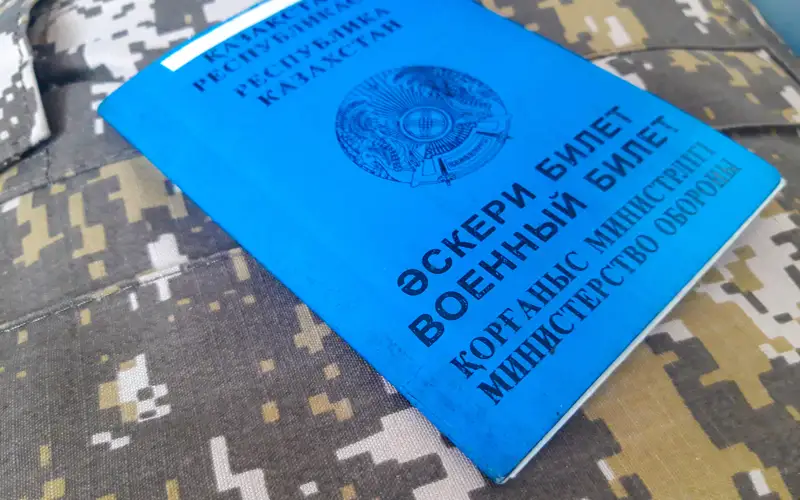 ҚАЗАҚСТАН
РЕСПУБЛИКАСЫ
РЕСПУБЛИКА
КАЗАХСТАН
ӘСКЕРИ БИЛЕТ
ВОЕННЫЙ БИЛЕТ
ҚОРҒАНЫС МИНИСТРЛІГІ
МИНИСТЕРСТВО ОБОРОНЫ